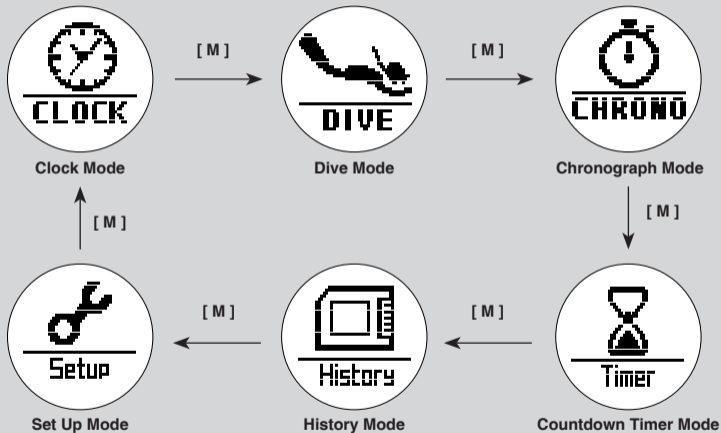 [ M ]
[ M ]
CLOCK
DIVE
CHRONO
Clock Mode
Dive Mode
Chronograph Mode
[ M ]
[ M ]
[ M ]
[ M ]
Setup
History
Timer
Set Up Mode
History Mode
Countdown Timer Mode